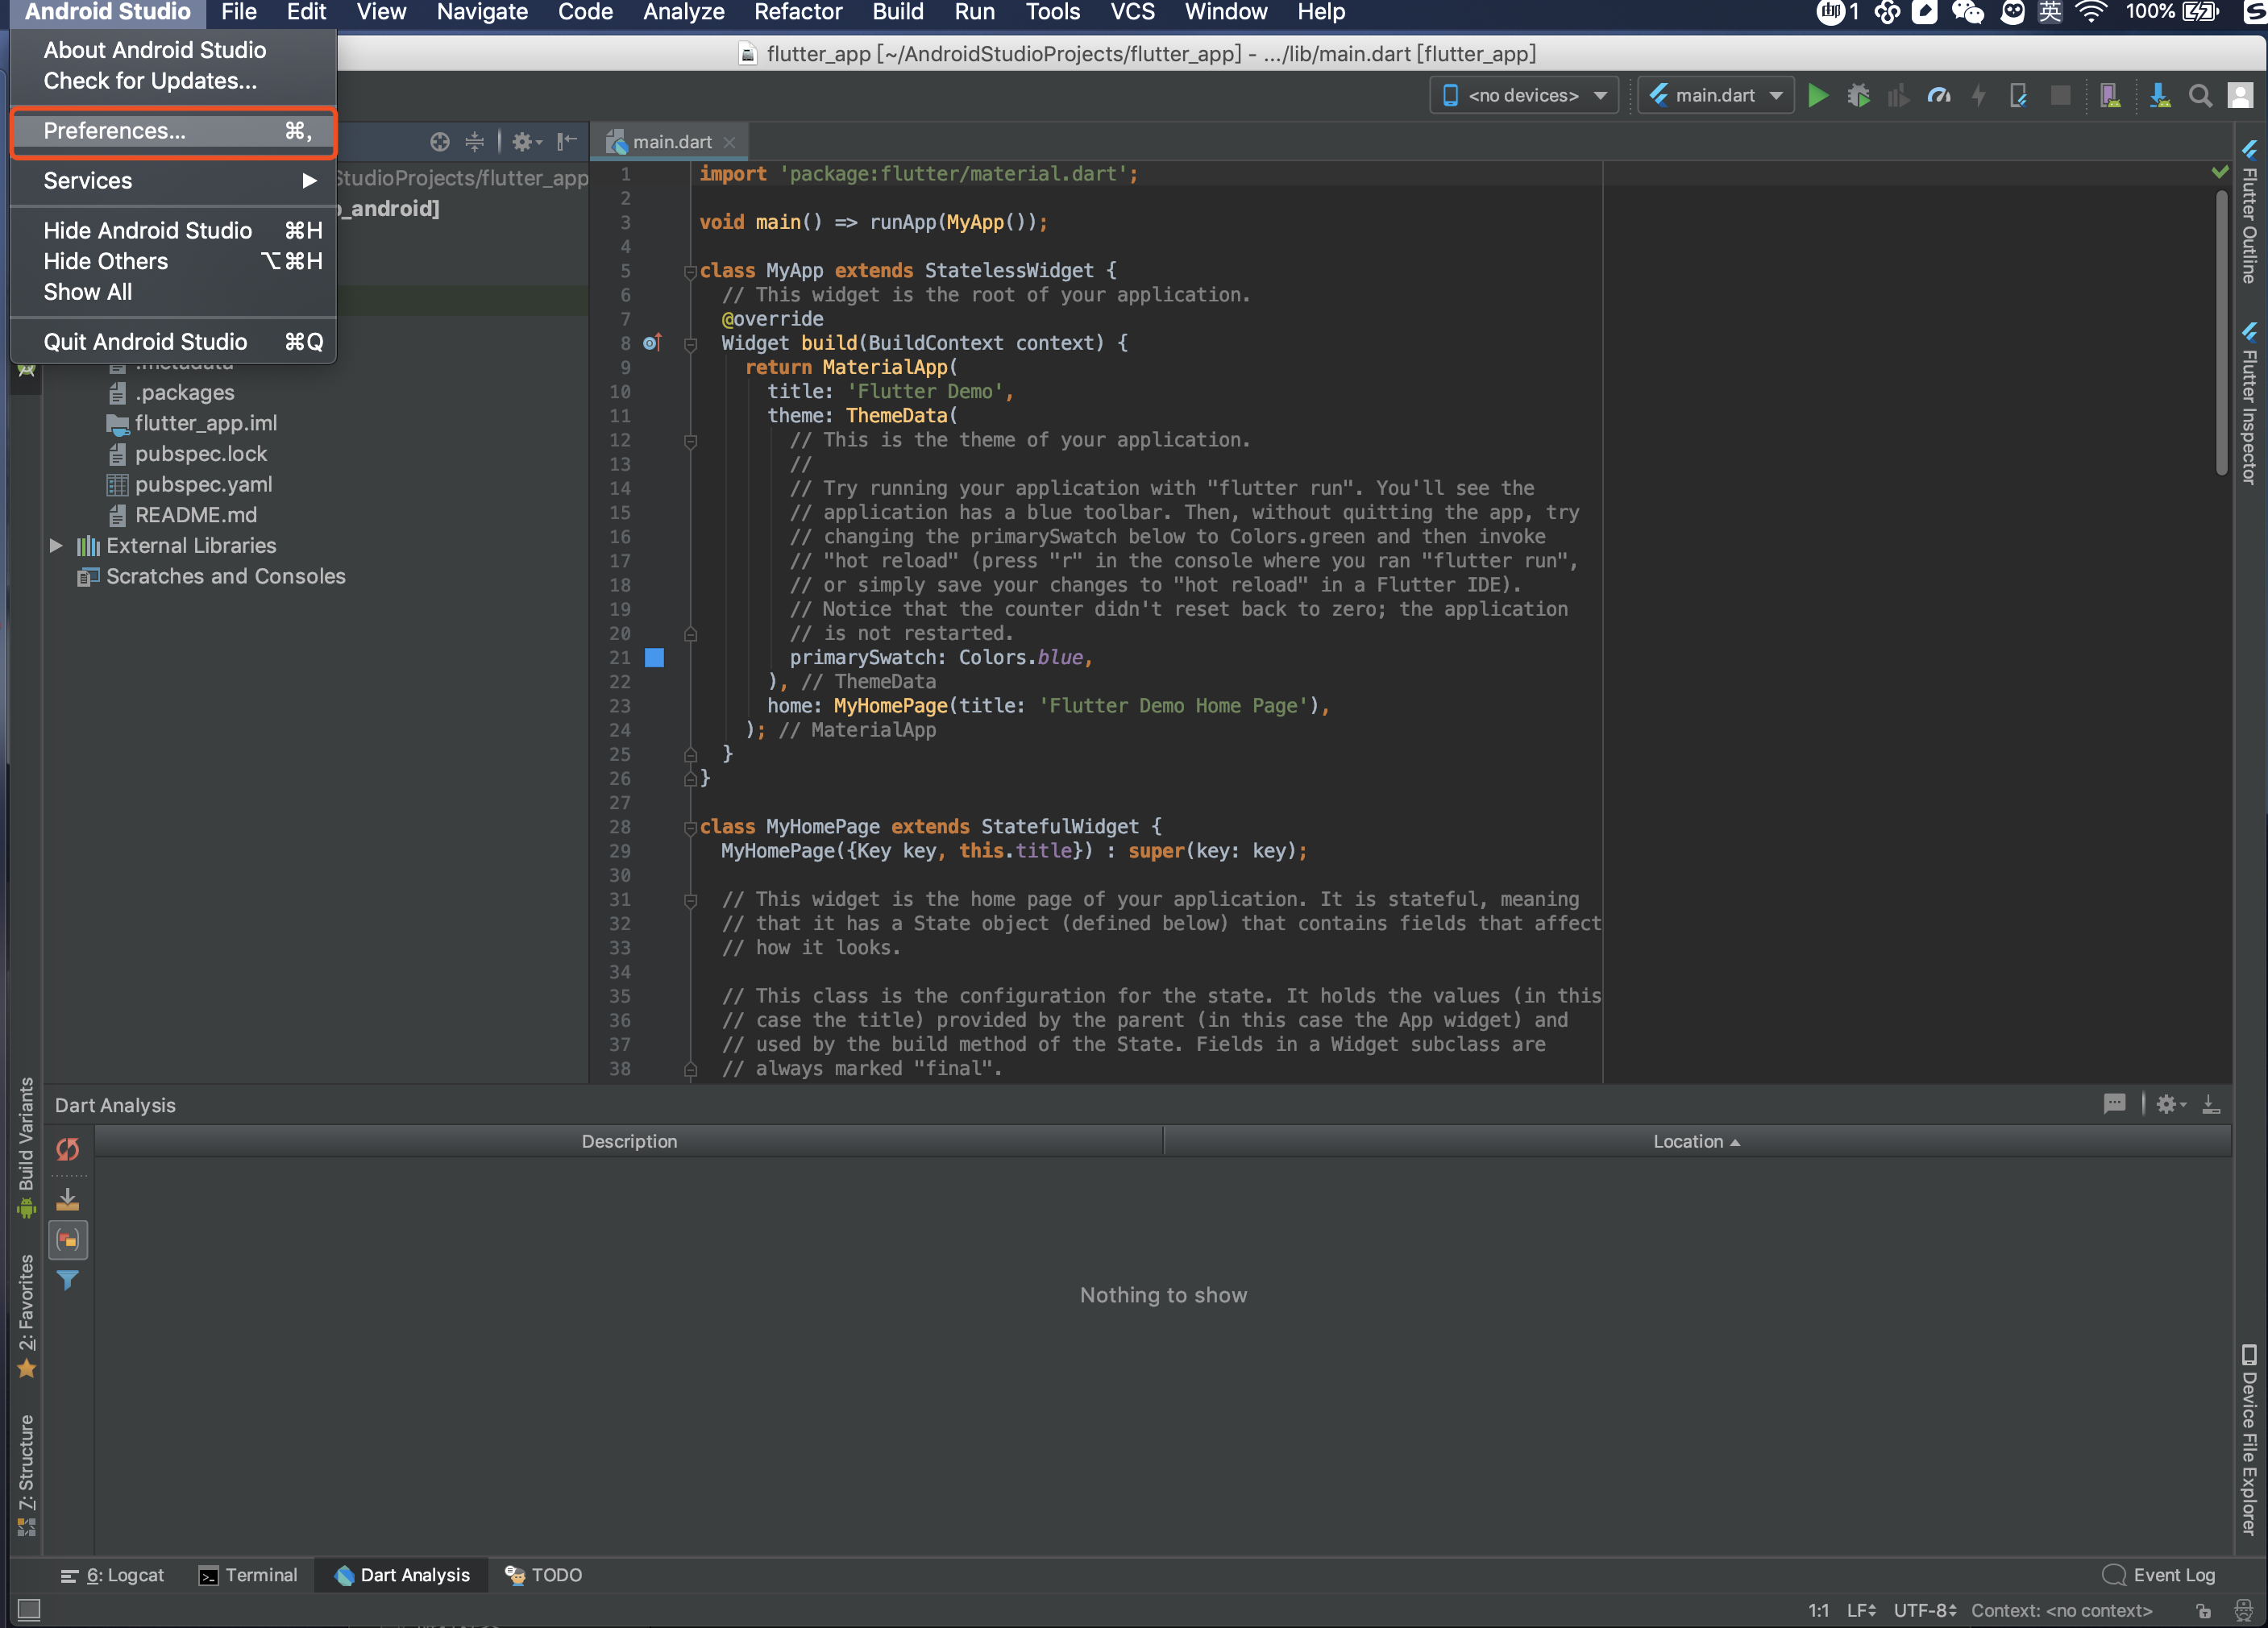 Android Studio File Edit View Navigate Code Analyze Refactor Build Run Tools VCS Window Help 1 英 100%
About Android Studio
Check for Updates...
Preferences... ⌘,
Services
Hide Android Studio ⌘H
Hide Others ⌥⌘H
Show All
Quit Android Studio ⌘Q
flutter_app [~/AndroidStudioProjects/flutter_app] - .../lib/main.dart [flutter_app]
<no devices> main.dart
StudioProjects/flutter_app
_android]
.metadata
.packages
flutter_app.iml
pubspec.lock
pubspec.yaml
README.md
External Libraries
Scratches and Consoles
main.dart
1 import 'package:flutter/material.dart';
2
3 void main() => runApp(MyApp());
4
5 class MyApp extends StatelessWidget {
6 // This widget is the root of your application.
7 @override
8 Widget build(BuildContext context) {
9 return MaterialApp(
10 title: 'Flutter Demo',
11 theme: ThemeData(
12 // This is the theme of your application.
13 //
14 // Try running your application with "flutter run". You'll see the
15 // application has a blue toolbar. Then, without quitting the app, try
16 // changing the primarySwatch below to Colors.green and then invoke
17 // "hot reload" (press "r" in the console where you ran "flutter run",
18 // or simply save your changes to "hot reload" in a Flutter IDE).
19 // Notice that the counter didn't reset back to zero; the application
20 // is not restarted.
21 primarySwatch: Colors.blue,
22 ), // ThemeData
23 home: MyHomePage(title: 'Flutter Demo Home Page'),
24 ); // MaterialApp
25 }
26 }
27
28 class MyHomePage extends StatefulWidget {
29 MyHomePage({Key key, this.title}) : super(key: key);
30
31 // This widget is the home page of your application. It is stateful, meaning
32 // that it has a State object (defined below) that contains fields that affect
33 // how it looks.
34
35 // This class is the configuration for the state. It holds the values (in this
36 // case the title) provided by the parent (in this case the App widget) and
37 // used by the build method of the State. Fields in a Widget subclass are
38 // always marked "final".
Flutter Outline
Flutter Inspector
Device File Explorer
Build Variants
2: Favorites
7: Structure
Dart Analysis
Description Location
Nothing to show
6: Logcat Terminal Dart Analysis TODO Event Log
1:1 LF UTF-8 Context: <no context>